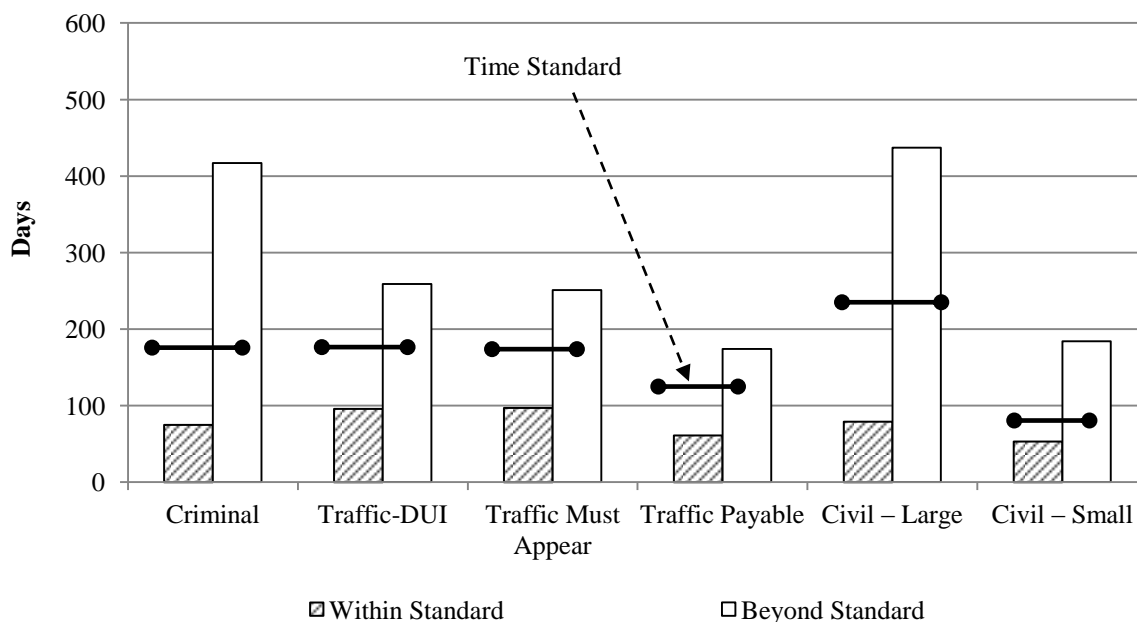 600
Time Standard
500
400
Days
300
200
100
0
Criminal Traffic-DUI Traffic Must Appear Traffic Payable Civil – Large Civil – Small
Within Standard Beyond Standard